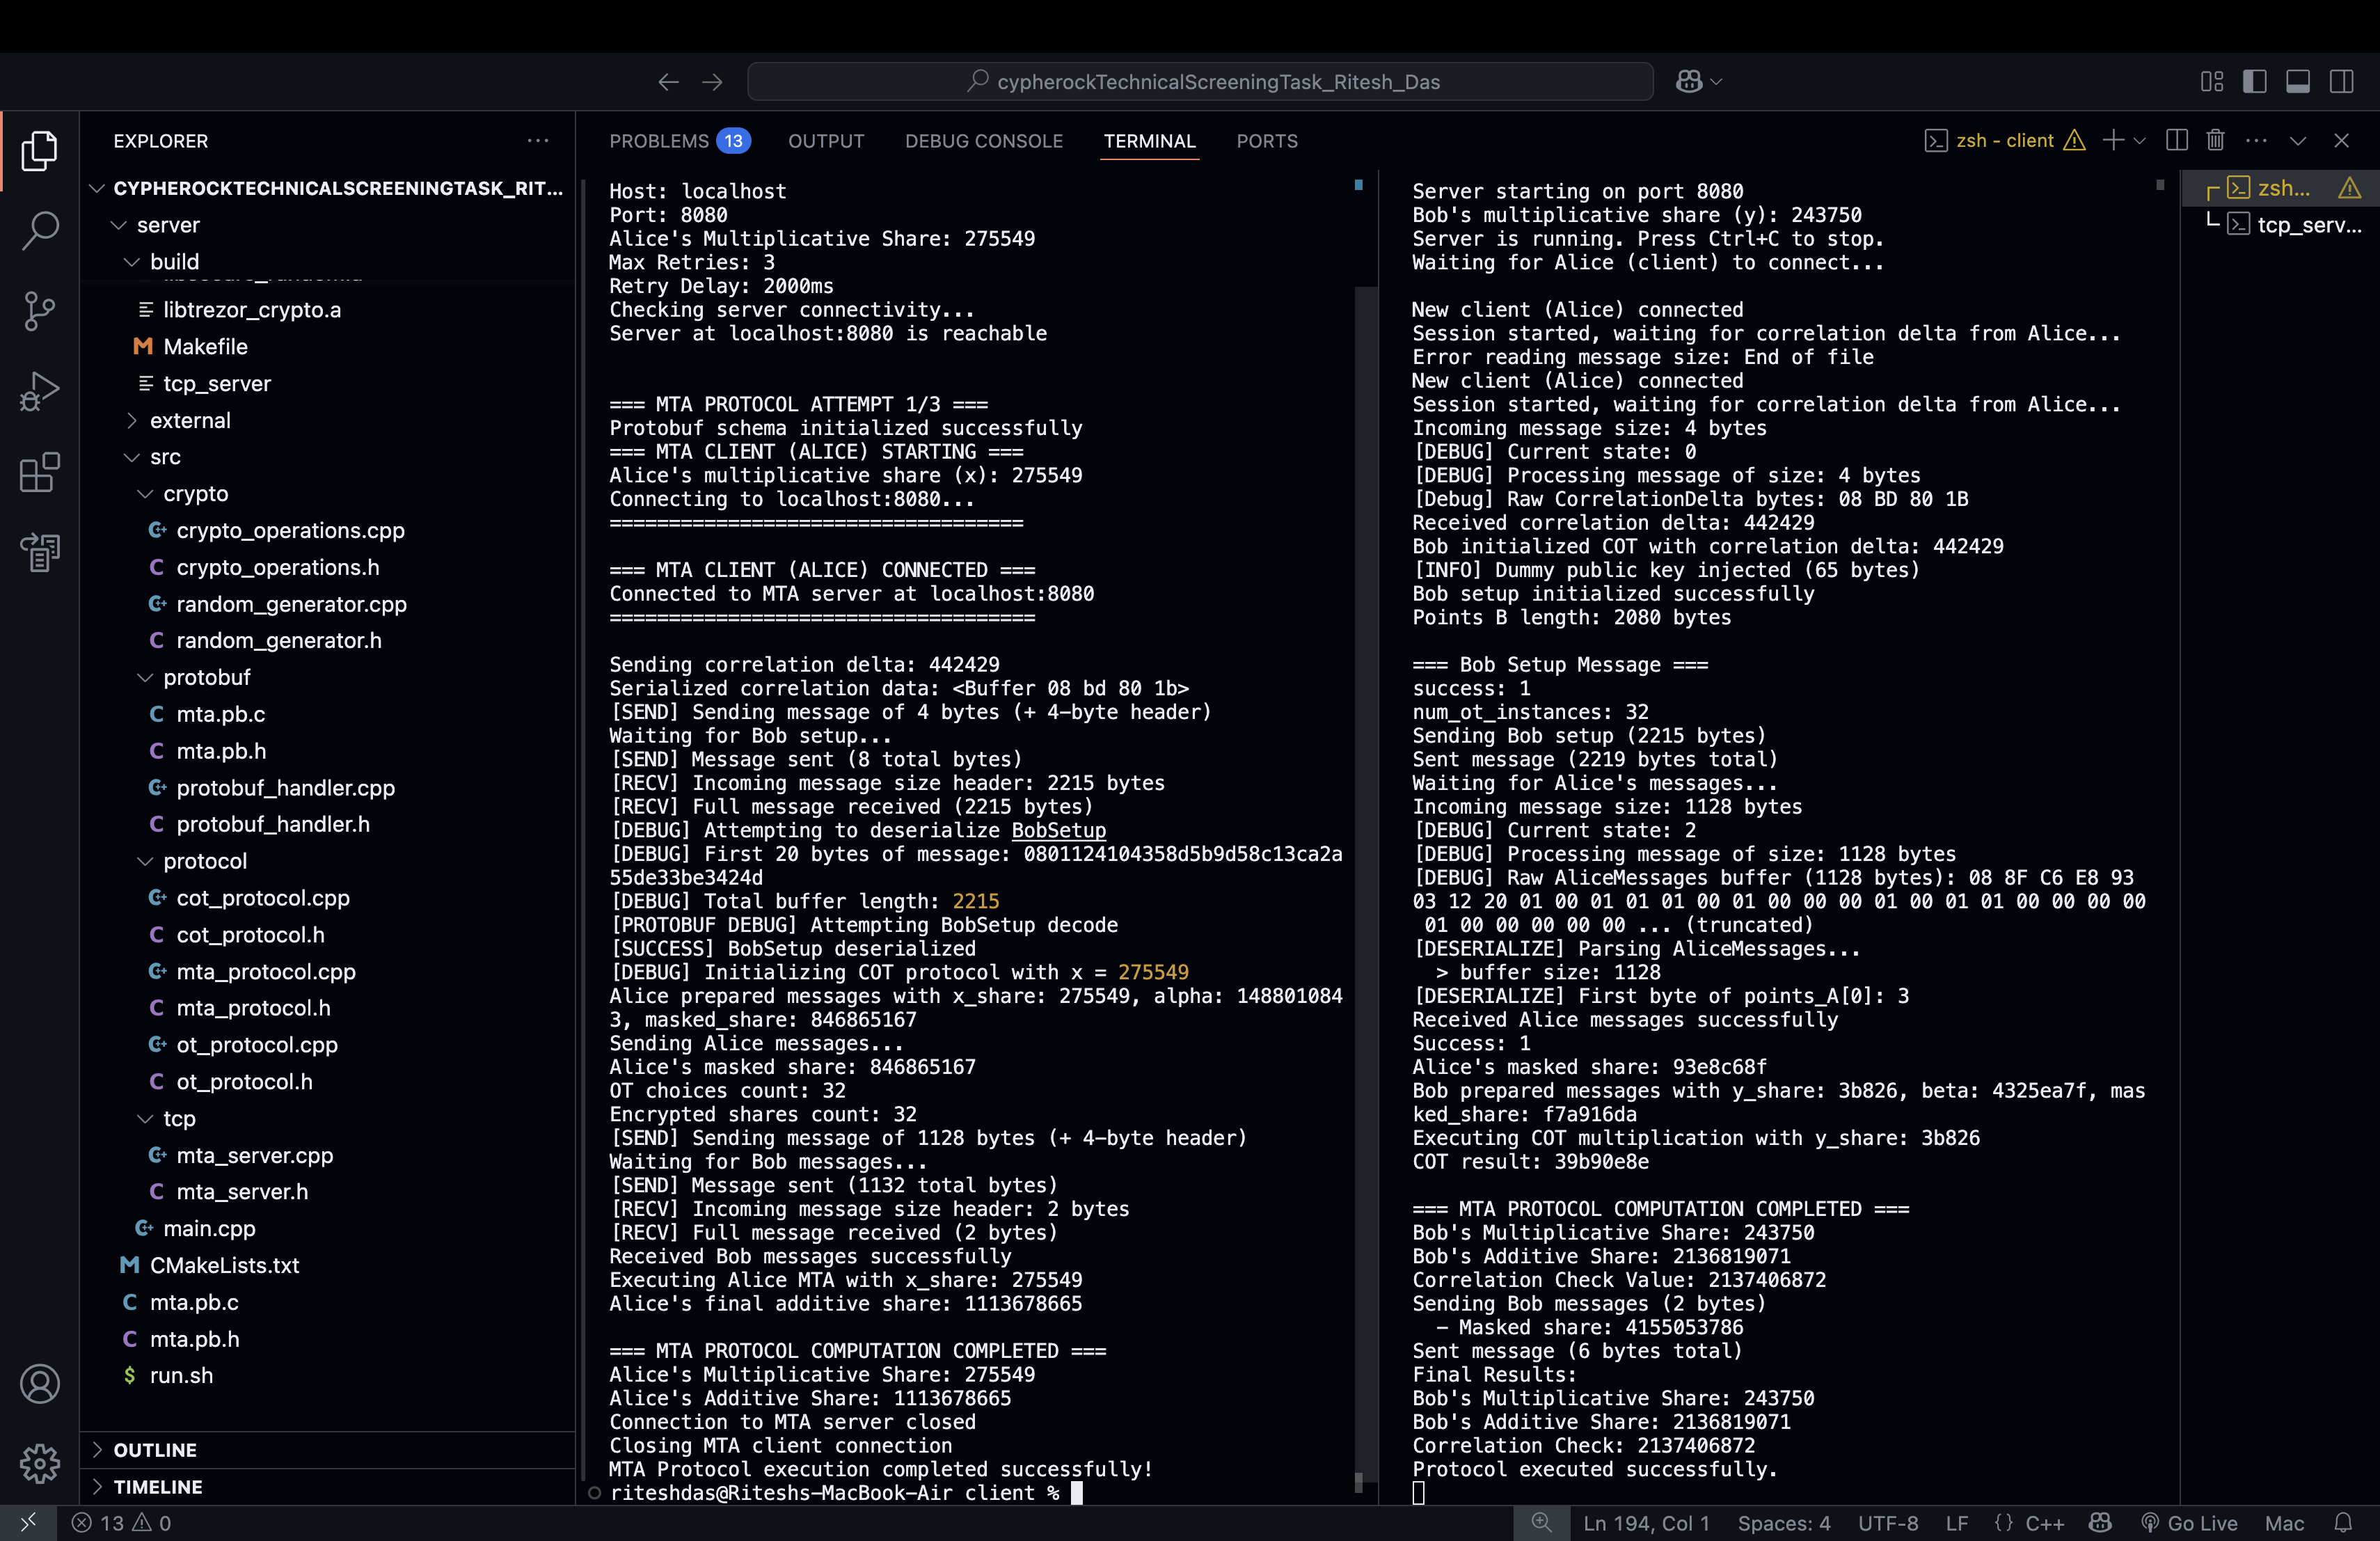 cypherockTechnicalScreeningTask_Ritesh_Das
EXPLORER
CYPHEROCKTECHNICALSCREENINGTASK_RIT...
server
build
libtrezor_crypto.a
Makefile
tcp_server
external
src
crypto
crypto_operations.cpp
crypto_operations.h
random_generator.cpp
random_generator.h
protobuf
mta.pb.c
mta.pb.h
protobuf_handler.cpp
protobuf_handler.h
protocol
cot_protocol.cpp
cot_protocol.h
mta_protocol.cpp
mta_protocol.h
ot_protocol.cpp
ot_protocol.h
tcp
mta_server.cpp
mta_server.h
main.cpp
CMakeLists.txt
mta.pb.c
mta.pb.h
run.sh
OUTLINE
TIMELINE
PROBLEMS 13 OUTPUT DEBUG CONSOLE TERMINAL PORTS
zsh - client
Host: localhost
Port: 8080
Alice's Multiplicative Share: 275549
Max Retries: 3
Retry Delay: 2000ms
Checking server connectivity...
Server at localhost:8080 is reachable
=== MTA PROTOCOL ATTEMPT 1/3 ===
Protobuf schema initialized successfully
=== MTA CLIENT (ALICE) STARTING ===
Alice's multiplicative share (x): 275549
Connecting to localhost:8080...
===================================
=== MTA CLIENT (ALICE) CONNECTED ===
Connected to MTA server at localhost:8080
====================================
Sending correlation delta: 442429
Serialized correlation data: <Buffer 08 bd 80 1b>
[SEND] Sending message of 4 bytes (+ 4-byte header)
Waiting for Bob setup...
[SEND] Message sent (8 total bytes)
[RECV] Incoming message size header: 2215 bytes
[RECV] Full message received (2215 bytes)
[DEBUG] Attempting to deserialize BobSetup
[DEBUG] First 20 bytes of message: 0801124104358d5b9d58c13ca2a
55de33be3424d
[DEBUG] Total buffer length: 2215
[PROTOBUF DEBUG] Attempting BobSetup decode
[SUCCESS] BobSetup deserialized
[DEBUG] Initializing COT protocol with x = 275549
Alice prepared messages with x_share: 275549, alpha: 148801084
3, masked_share: 846865167
Sending Alice messages...
Alice's masked share: 846865167
OT choices count: 32
Encrypted shares count: 32
[SEND] Sending message of 1128 bytes (+ 4-byte header)
Waiting for Bob messages...
[SEND] Message sent (1132 total bytes)
[RECV] Incoming message size header: 2 bytes
[RECV] Full message received (2 bytes)
Received Bob messages successfully
Executing Alice MTA with x_share: 275549
Alice's final additive share: 1113678665
=== MTA PROTOCOL COMPUTATION COMPLETED ===
Alice's Multiplicative Share: 275549
Alice's Additive Share: 1113678665
Connection to MTA server closed
Closing MTA client connection
MTA Protocol execution completed successfully!
riteshdas@Riteshs-MacBook-Air client %
Server starting on port 8080
Bob's multiplicative share (y): 243750
Server is running. Press Ctrl+C to stop.
Waiting for Alice (client) to connect...
New client (Alice) connected
Session started, waiting for correlation delta from Alice...
Error reading message size: End of file
New client (Alice) connected
Session started, waiting for correlation delta from Alice...
Incoming message size: 4 bytes
[DEBUG] Current state: 0
[DEBUG] Processing message of size: 4 bytes
[Debug] Raw CorrelationDelta bytes: 08 BD 80 1B
Received correlation delta: 442429
Bob initialized COT with correlation delta: 442429
[INFO] Dummy public key injected (65 bytes)
Bob setup initialized successfully
Points B length: 2080 bytes
=== Bob Setup Message ===
success: 1
num_ot_instances: 32
Sending Bob setup (2215 bytes)
Sent message (2219 bytes total)
Waiting for Alice's messages...
Incoming message size: 1128 bytes
[DEBUG] Current state: 2
[DEBUG] Processing message of size: 1128 bytes
[DEBUG] Raw AliceMessages buffer (1128 bytes): 08 8F C6 E8 93
03 12 20 01 00 01 01 01 00 01 00 00 00 01 00 01 01 00 00 00 00
01 00 00 00 00 00 ... (truncated)
[DESERIALIZE] Parsing AliceMessages...
> buffer size: 1128
[DESERIALIZE] First byte of points_A[0]: 3
Received Alice messages successfully
Success: 1
Alice's masked share: 93e8c68f
Bob prepared messages with y_share: 3b826, beta: 4325ea7f, mas
ked_share: f7a916da
Executing COT multiplication with y_share: 3b826
COT result: 39b90e8e
=== MTA PROTOCOL COMPUTATION COMPLETED ===
Bob's Multiplicative Share: 243750
Bob's Additive Share: 2136819071
Correlation Check Value: 2137406872
Sending Bob messages (2 bytes)
- Masked share: 4155053786
Sent message (6 bytes total)
Final Results:
Bob's Multiplicative Share: 243750
Bob's Additive Share: 2136819071
Correlation Check: 2137406872
Protocol executed successfully.
zsh...
tcp_serv...
13 0
Ln 194, Col 1 Spaces: 4 UTF-8 LF {} C++ Go Live Mac